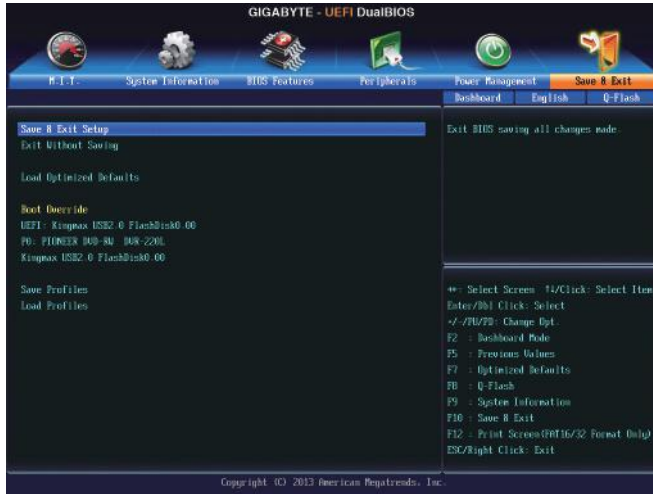 GIGABYTE - UEFI DualBIOS
M.I.T. System Information BIOS Features Peripherals Power Management Save & Exit
Dashboard English Q-Flash
Save & Exit Setup
Exit Without Saving
Load Optimized Defaults
Boot Override
UEFI: Kingmax USB2.0 FlashDisk0.00
P0: PIONEER DVD-RW DVR-220L
Kingmax USB2.0 FlashDisk0.00
Save Profiles
Load Profiles
Exit BIOS saving all changes made.
↔: Select Screen ↑↓/Click: Select Item
Enter/Dbl Click: Select
+/-/PU/PD: Change Opt.
F2 : Dashboard Mode
F5 : Previous Values
F7 : Optimized Defaults
F8 : Q-Flash
F9 : System Information
F10 : Save & Exit
F12 : Print Screen(FAT16/32 Format Only)
ESC/Right Click: Exit
Copyright (C) 2013 American Megatrends, Inc.